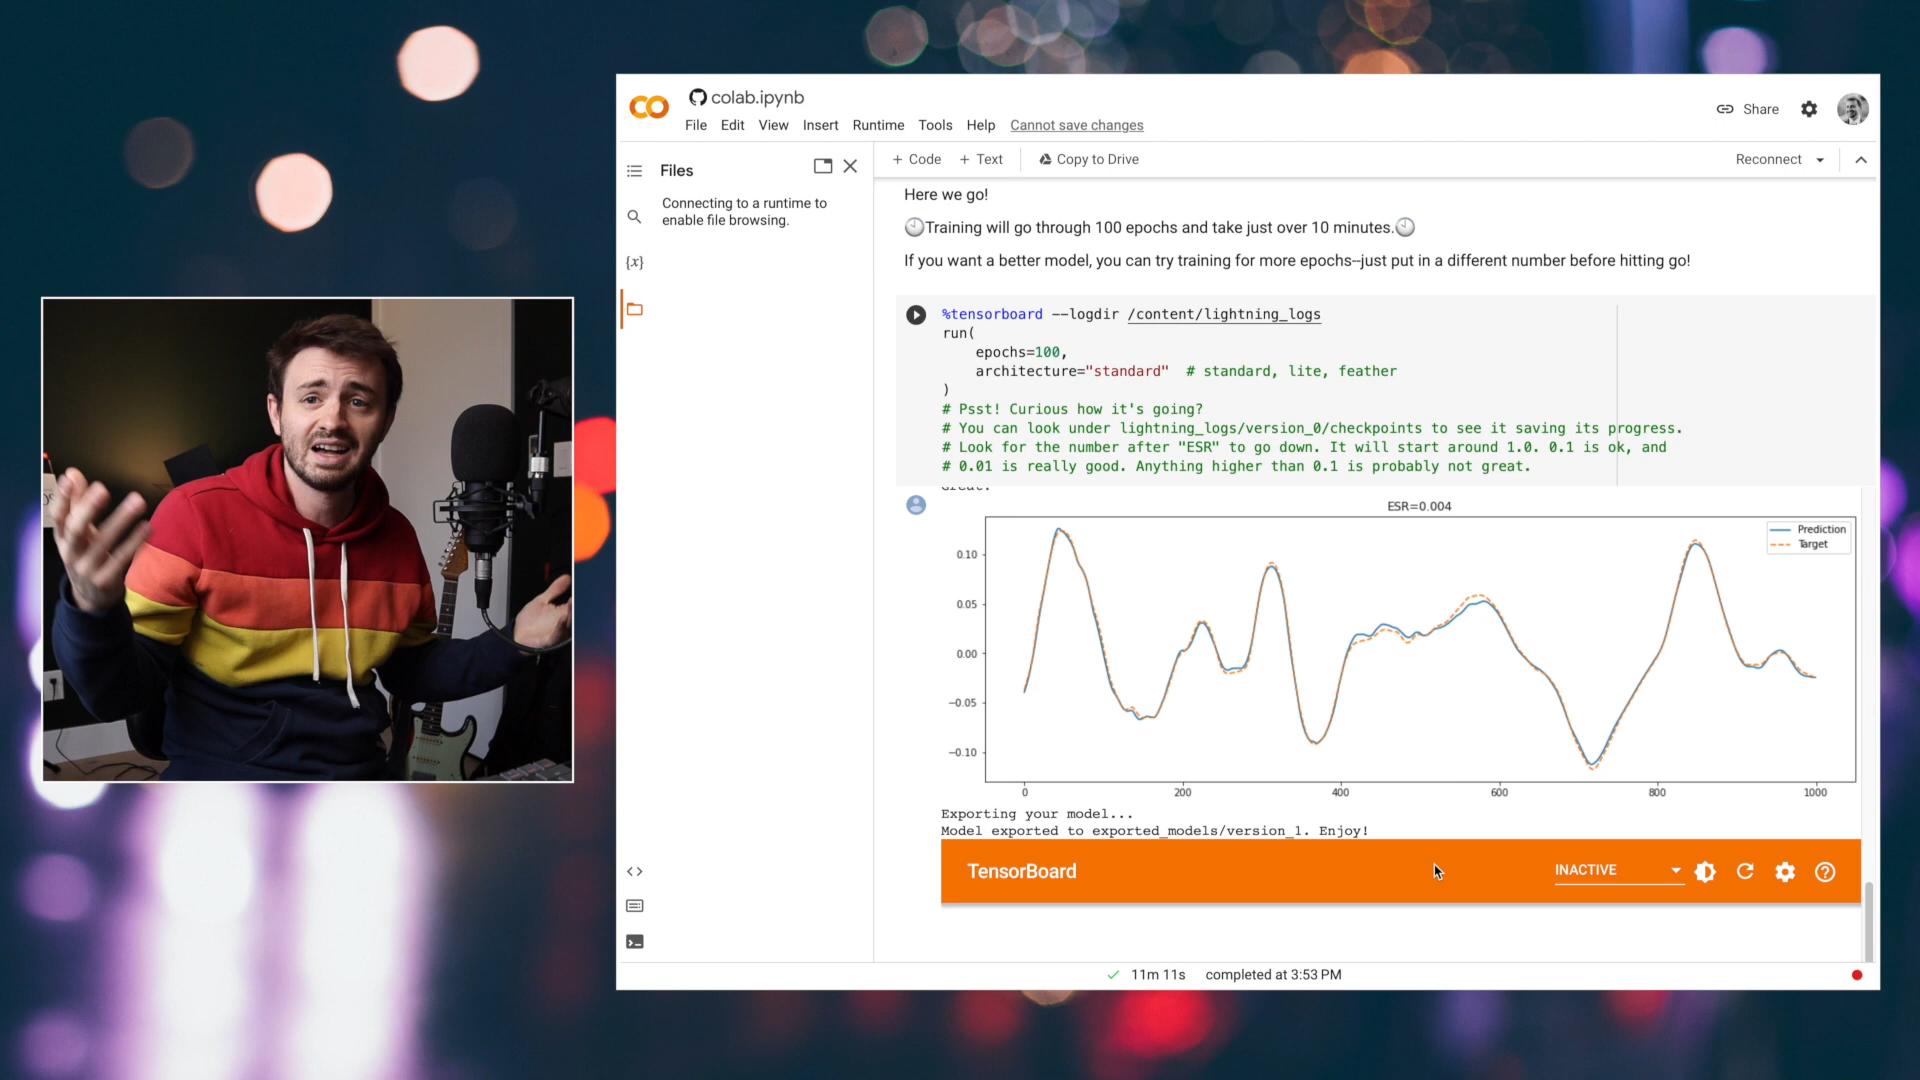 colab.ipynb
File Edit View Insert Runtime Tools Help Cannot save changes
Share
Files
Connecting to a runtime to
enable file browsing.
{x}
+ Code + Text Copy to Drive
Reconnect
Here we go!
🕙Training will go through 100 epochs and take just over 10 minutes.🕙
If you want a better model, you can try training for more epochs--just put in a different number before hitting go!
%tensorboard --logdir /content/lightning_logs
run(
epochs=100,
architecture="standard" # standard, lite, feather
)
# Psst! Curious how it's going?
# You can look under lightning_logs/version_0/checkpoints to see it saving its progress.
# Look for the number after "ESR" to go down. It will start around 1.0. 0.1 is ok, and
# 0.01 is really good. Anything higher than 0.1 is probably not great.
Great.
ESR=0.004
Prediction
Target
0.10
0.05
0.00
−0.05
−0.10
0 200 400 600 800 1000
Exporting your model...
Model exported to exported_models/version_1. Enjoy!
TensorBoard
INACTIVE
11m 11s completed at 3:53 PM